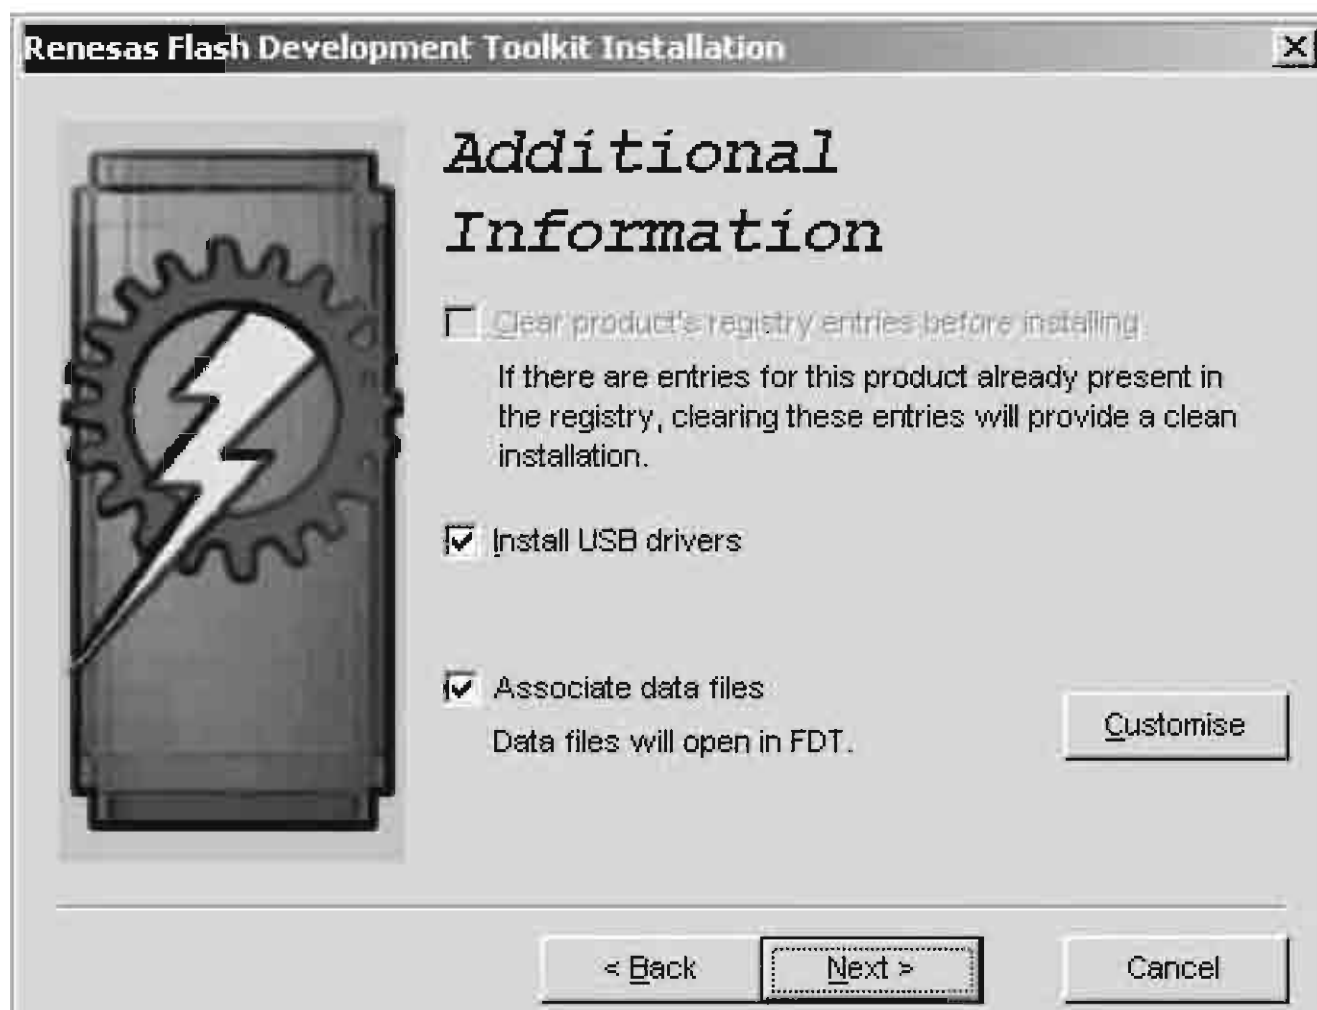 Renesas Flash Development Toolkit Installation
Additional
Information
Clear product's registry entries before installing
If there are entries for this product already present in
the registry, clearing these entries will provide a clean
installation.
Install USB drivers
Associate data files
Data files will open in FDT.
Customise
< Back
Next >
Cancel